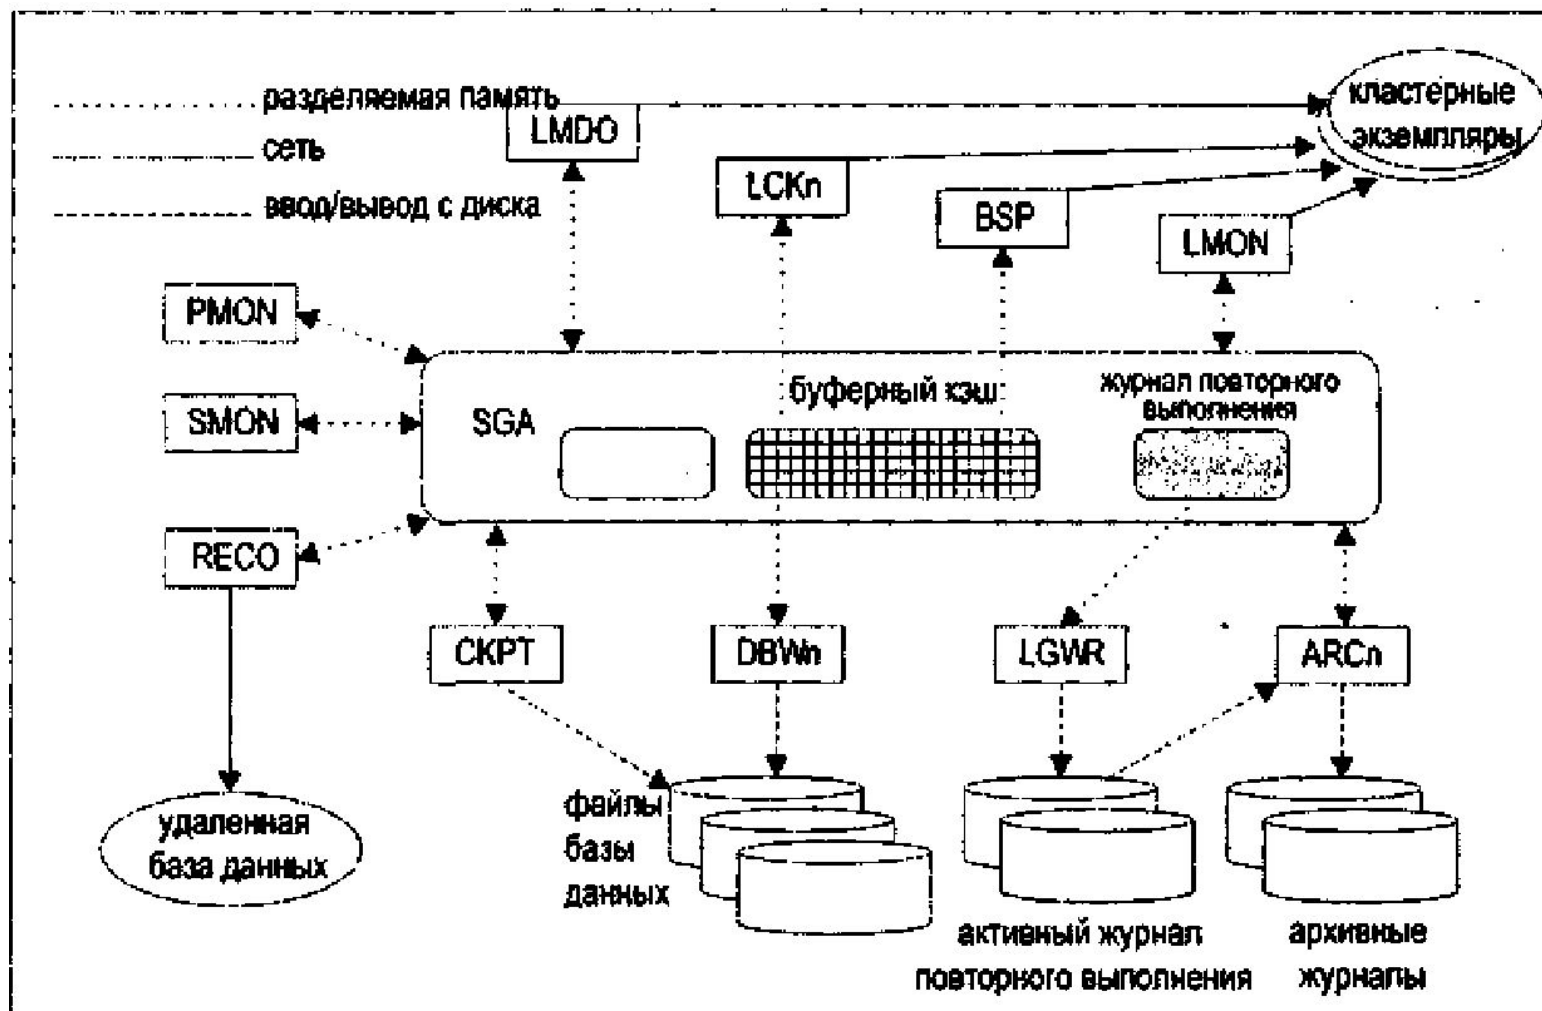 разделяемая память
сеть
ввод/вывод с диска
кластерные
экземпляры
LMDO
LCKn
BSP
LMON
PMON
SMON
RECO
SGA
буферный кэш
журнал повторного
выполнения
CKPT
DBWn
LGWR
ARCn
удаленная
база данных
файлы
базы
данных
активный журнал
повторного выполнения
архивные
журналы